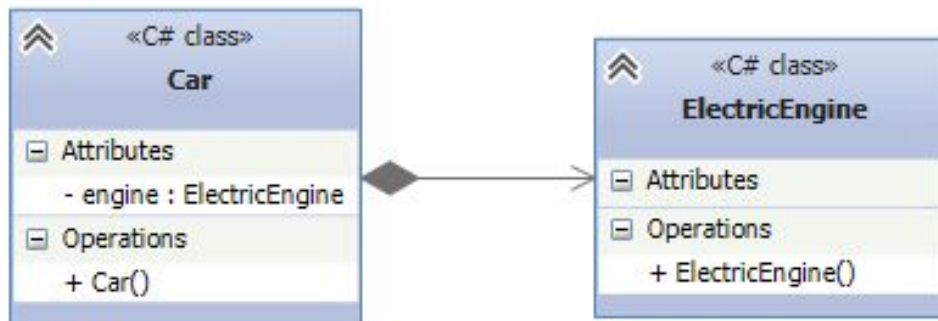 «C# class»
Car
Attributes
- engine : ElectricEngine
Operations
+ Car()
«C# class»
ElectricEngine
Attributes
Operations
+ ElectricEngine()